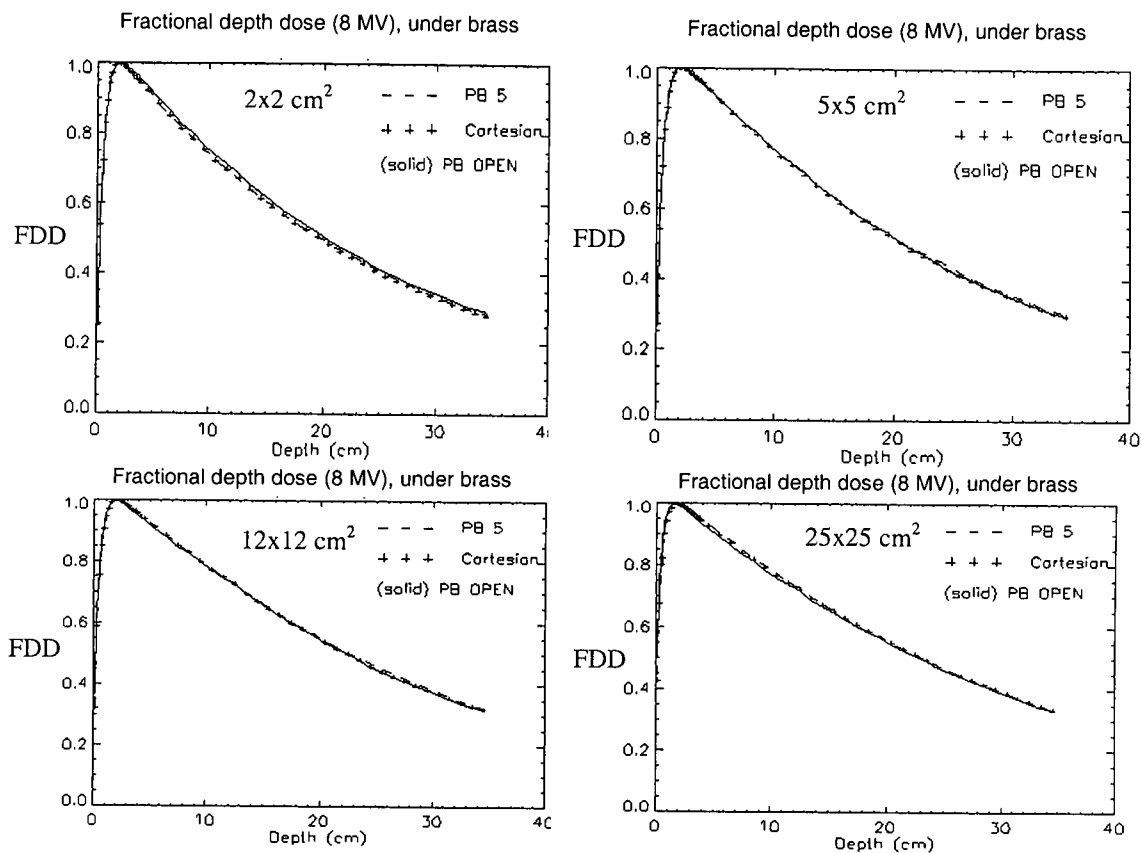 Fractional depth dose (8 MV), under brass
1.0
0.8
0.6
0.4
0.2
0.0
FDD
2x2 cm²
PB 5
Cartesian
(solid) PB OPEN
0 10 20 30 4
Depth (cm)
Fractional depth dose (8 MV), under brass
1.0
0.8
0.6
0.4
0.2
0.0
FDD
5x5 cm²
PB 5
Cartesian
(solid) PB OPEN
0 10 20 30 40
Depth (cm)
Fractional depth dose (8 MV), under brass
1.0
0.8
0.6
0.4
0.2
0.0
FDD
12x12 cm²
PB 5
Cartesian
(solid) PB OPEN
0 10 20 30 40
Depth (cm)
Fractional depth dose (8 MV), under brass
1.0
0.8
0.6
0.4
0.2
0.0
FDD
25x25 cm²
PB 5
Cartesian
(solid) PB OPEN
0 10 20 30 40
Depth (cm)